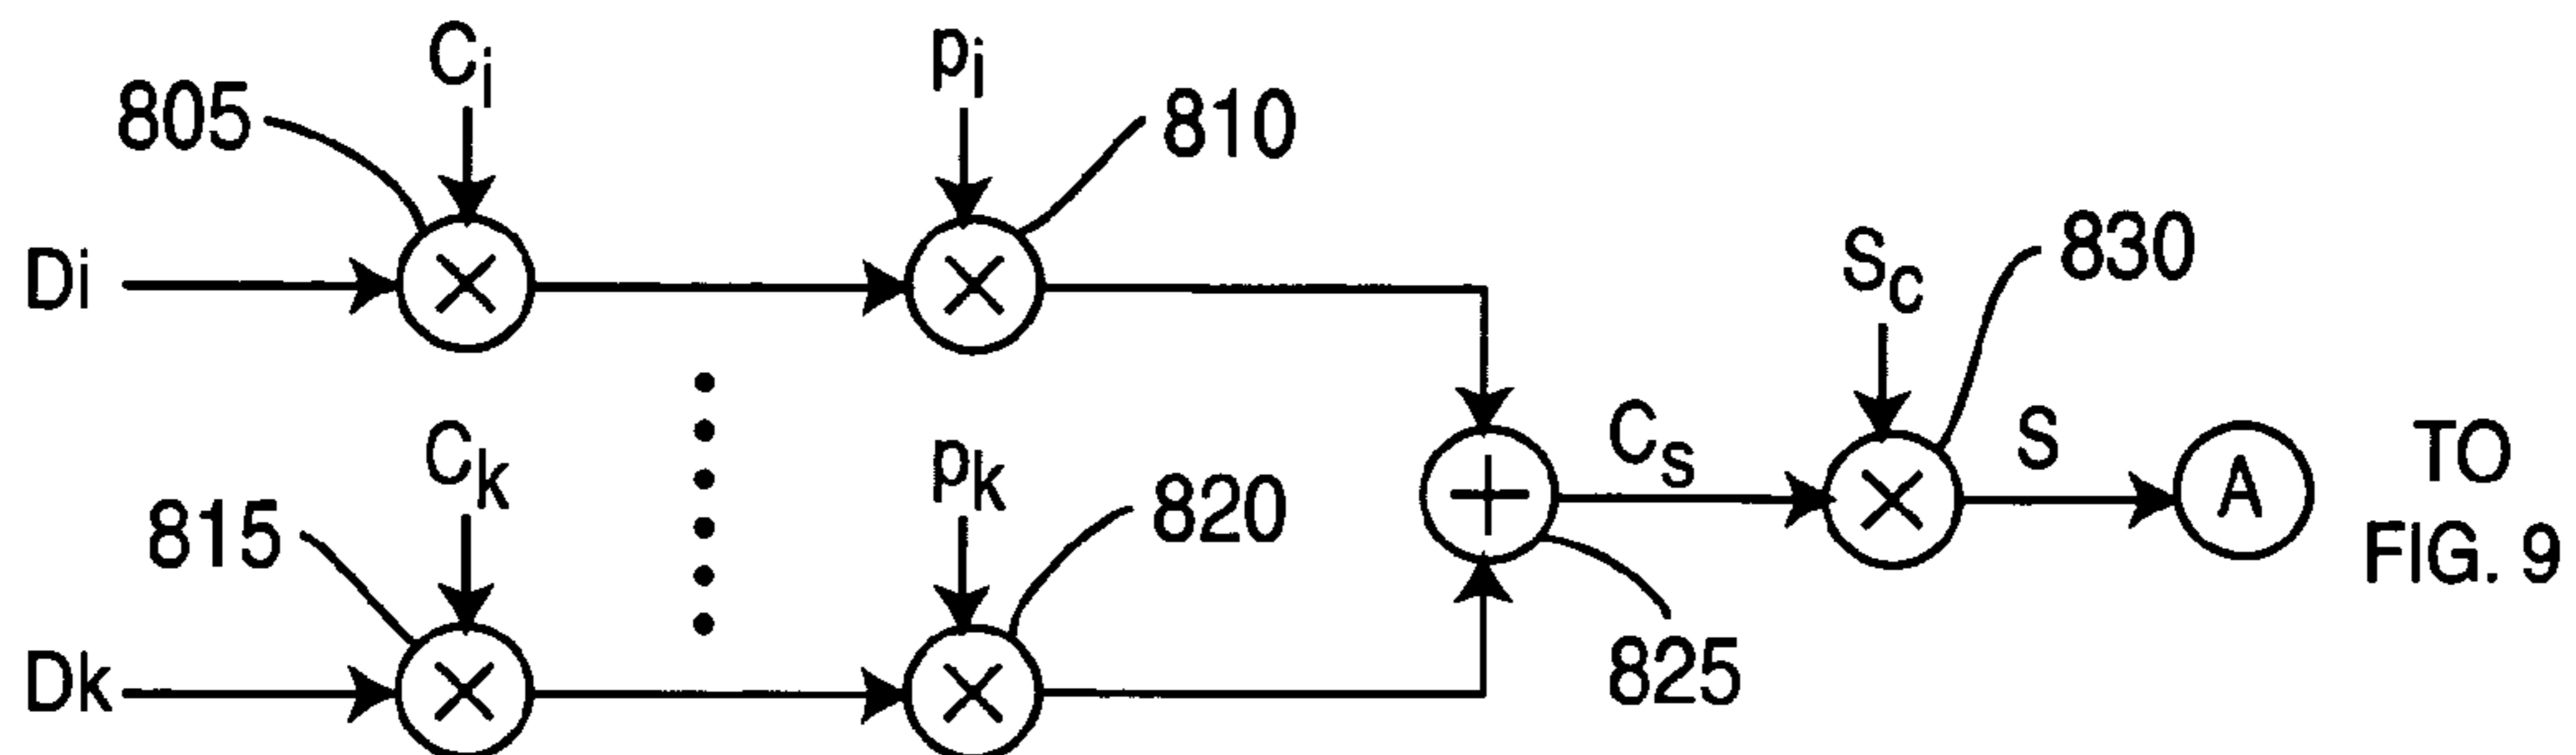 Ci
pi
805
810
Di
×
×
Sc
830
Ck
pk
815
820
+
Cs
×
S
A
TO
FIG. 9
Dk
×
×
825